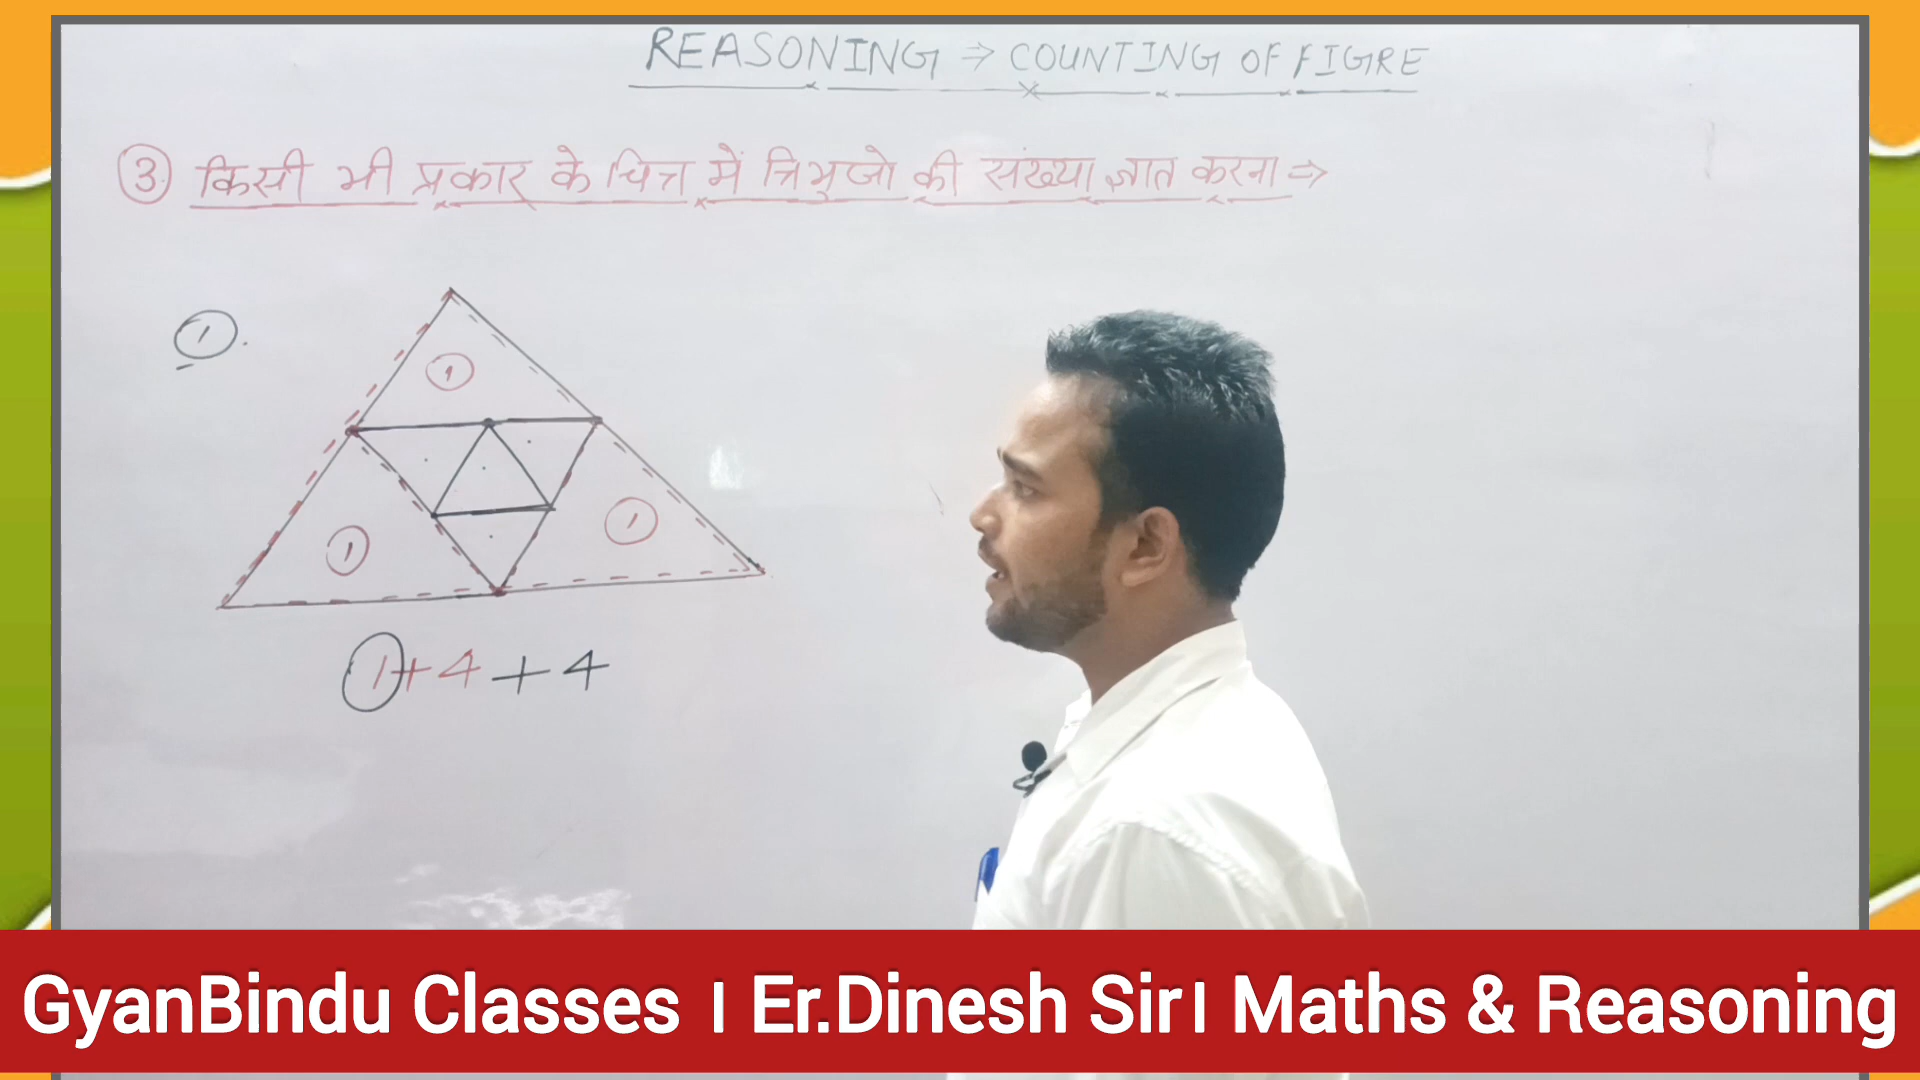 REASONING ⇒ COUNTING OF FIGRE
③ किसी भी प्रकार के चित्र में त्रिभुजो की संख्या ज्ञात करना ⇒
①.
①
① ①
1+4+4
GyanBindu Classes । Er.Dinesh Sir। Maths & Reasoning